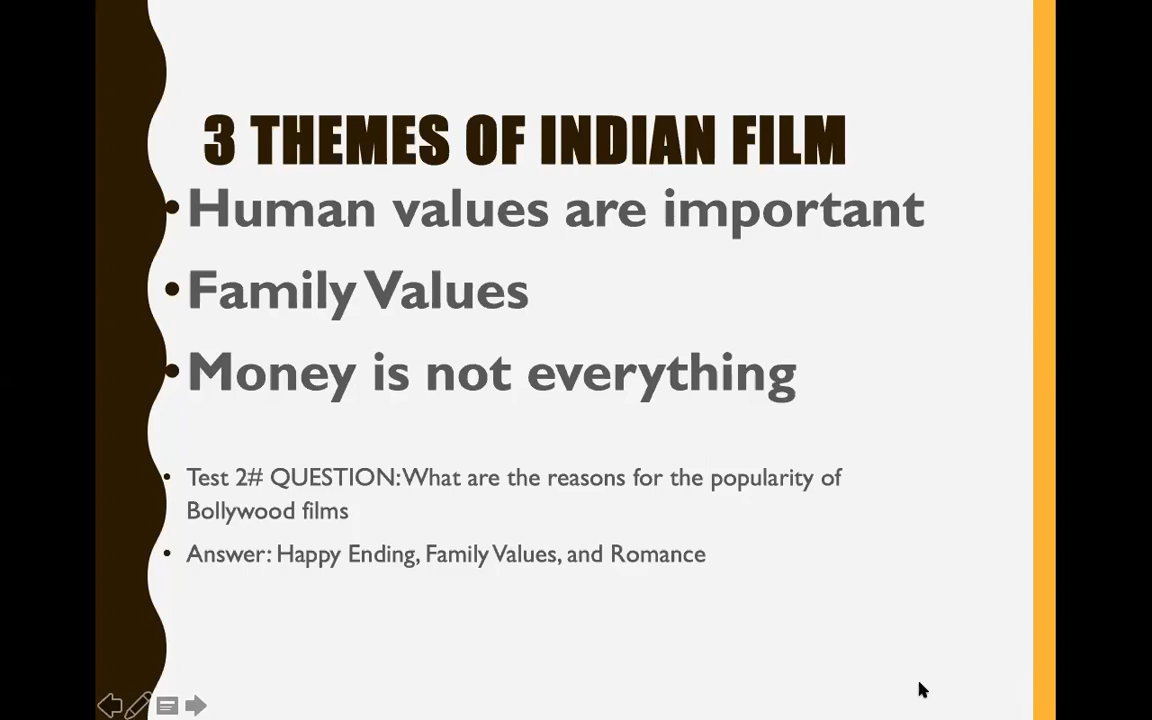 3 THEMES OF INDIAN FILM
•Human values are important
•Family Values
•Money is not everything
• Test 2# QUESTION: What are the reasons for the popularity of
Bollywood films
• Answer: Happy Ending, Family Values, and Romance